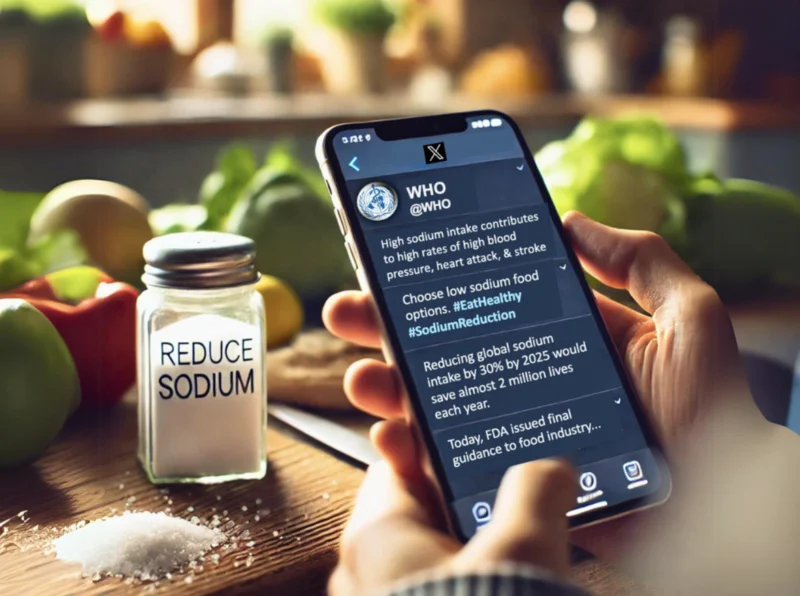 REDUCE
SODIUM
WHO
@WHO
High sodium intake contributes
to high rates of high blood
pressure, heart attack, & stroke
Choose low sodium food
options. #EatHealthy
#SodiumReduction
Reducing global sodium
intake by 30% by 2025 would
save almost 2 million lives
each year.
Today, FDA issued final
guidance to food industry...